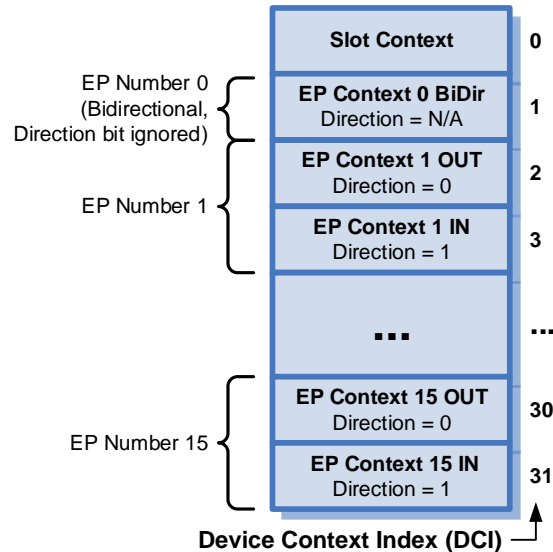 Slot Context
0
EP Number 0
(Bidirectional,
Direction bit ignored)
EP Context 0 BiDir
Direction = N/A
1
EP Number 1
EP Context 1 OUT
Direction = 0
2
EP Context 1 IN
Direction = 1
3
...
...
EP Number 15
EP Context 15 OUT
Direction = 0
30
EP Context 15 IN
Direction = 1
31
Device Context Index (DCI)